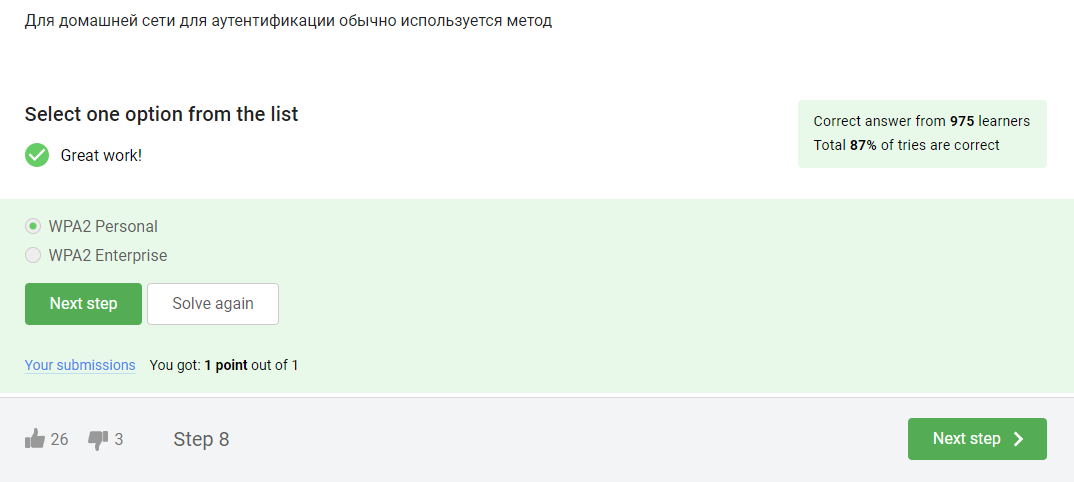 Для домашней сети для аутентификации обычно используется метод
Select one option from the list
Great work!
Correct answer from 975 learners
Total 87% of tries are correct
WPA2 Personal
WPA2 Enterprise
Next step
Solve again
Your submissions You got: 1 point out of 1
26 3 Step 8 Next step